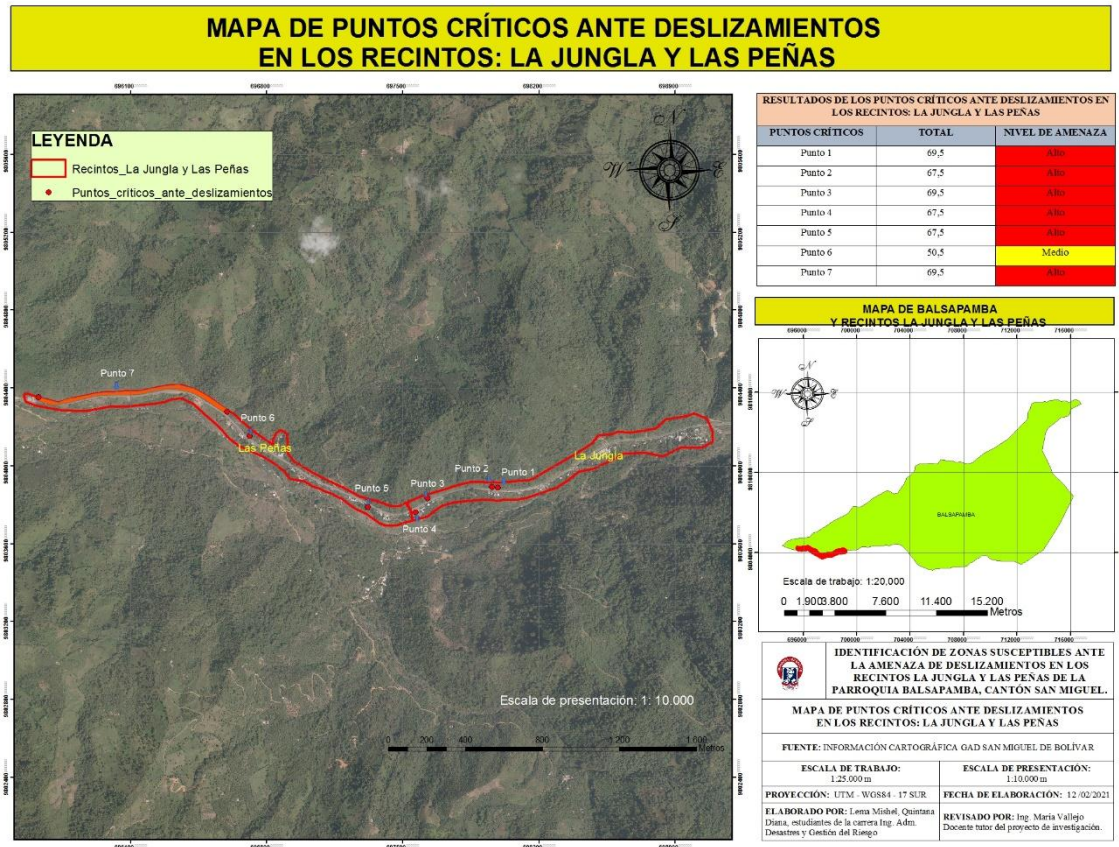 MAPA DE PUNTOS CRÍTICOS ANTE DESLIZAMIENTOS
EN LOS RECINTOS: LA JUNGLA Y LAS PEÑAS
LEYENDA
Recintos_La Jungla y Las Peñas
Puntos_críticos_ante_deslizamientos
N
W
E
S
Punto 7
Punto 6
Las Peñas
Punto 5
Punto 4
Punto 3
Punto 2
Punto 1
La Jungla
Escala de presentación: 1: 10.000
0 200 400 800 1.200 1.600
Metros
RESULTADOS DE LOS PUNTOS CRÍTICOS ANTE DESLIZAMIENTOS EN
LOS RECINTOS: LA JUNGLA Y LAS PEÑAS
PUNTOS CRÍTICOS TOTAL NIVEL DE AMENAZA
Punto 1 69,5 Alto
Punto 2 67,5 Alto
Punto 3 69,5 Alto
Punto 4 67,5 Alto
Punto 5 67,5 Alto
Punto 6 50,5 Medio
Punto 7 69,5 Alto
MAPA DE BALSAPAMBA
Y RECINTOS LA JUNGLA Y LAS PEÑAS
696000 700000 704000 708000 712000 716000
N
W
E
S
BALSAPAMBA
Escala de trabajo: 1:20,000
0 1.9003.800 7.600 11.400 15.200
Metros
696000 700000 704000 708000 712000 716000
IDENTIFICACIÓN DE ZONAS SUSCEPTIBLES ANTE
LA AMENAZA DE DESLIZAMIENTOS EN LOS
RECINTOS LA JUNGLA Y LAS PEÑAS DE LA
PARROQUIA BALSAPAMBA, CANTÓN SAN MIGUEL.
MAPA DE PUNTOS CRÍTICOS ANTE DESLIZAMIENTOS
EN LOS RECINTOS: LA JUNGLA Y LAS PEÑAS
FUENTE: INFORMACIÓN CARTOGRÁFICA GAD SAN MIGUEL DE BOLÍVAR
ESCALA DE TRABAJO:
1:25.000 m
ESCALA DE PRESENTACIÓN:
1:10.000 m
PROYECCIÓN: UTM - WGS84 - 17 SUR
FECHA DE ELABORACIÓN: 12 /02/2021
ELABORADO POR: Lema Mishel, Quintana
Diana, estudiantes de la carrera Ing. Adm.
Desastres y Gestión del Riesgo
REVISADO POR: Ing. María Vallejo
Docente tutor del proyecto de investigación.